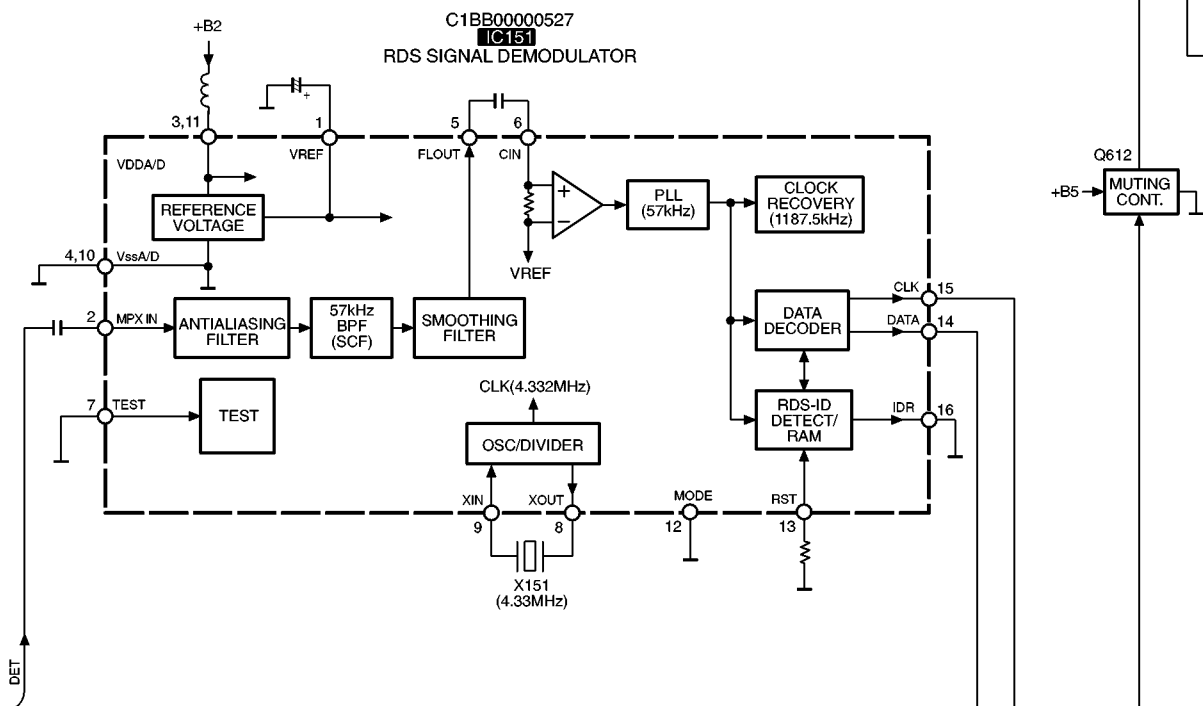 C1BB00000527
IC151
RDS SIGNAL DEMODULATOR
+B2
3,11
1
5
6
VDDA/D
VREF
FLOUT
CIN
+
REFERENCE
VOLTAGE
4,10
VssA/D
+
−
VREF
PLL
(57kHz)
CLOCK
RECOVERY
(1187.5kHz)
2
MPX IN
ANTIALIASING
FILTER
57kHz
BPF
(SCF)
SMOOTHING
FILTER
DATA
DECODER
CLK
15
DATA
14
7
TEST
TEST
CLK(4.332MHz)
OSC/DIVIDER
RDS-ID
DETECT/
RAM
IDR
16
XIN
XOUT
MODE
RST
9
8
12
13
X151
(4.33MHz)
DET
Q612
+B5
MUTING
CONT.